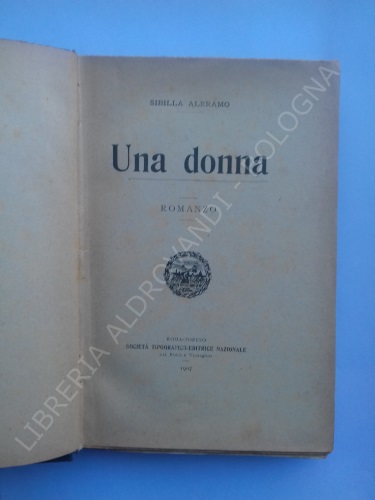 SIBILLA ALERAMO
Una donna
ROMANZO
ROMA-TORINO
SOCIETÀ TIPOGRAFICO-EDITRICE NAZIONALE
1907
LIBRERIA ALDROVANDI - BOLOGNA